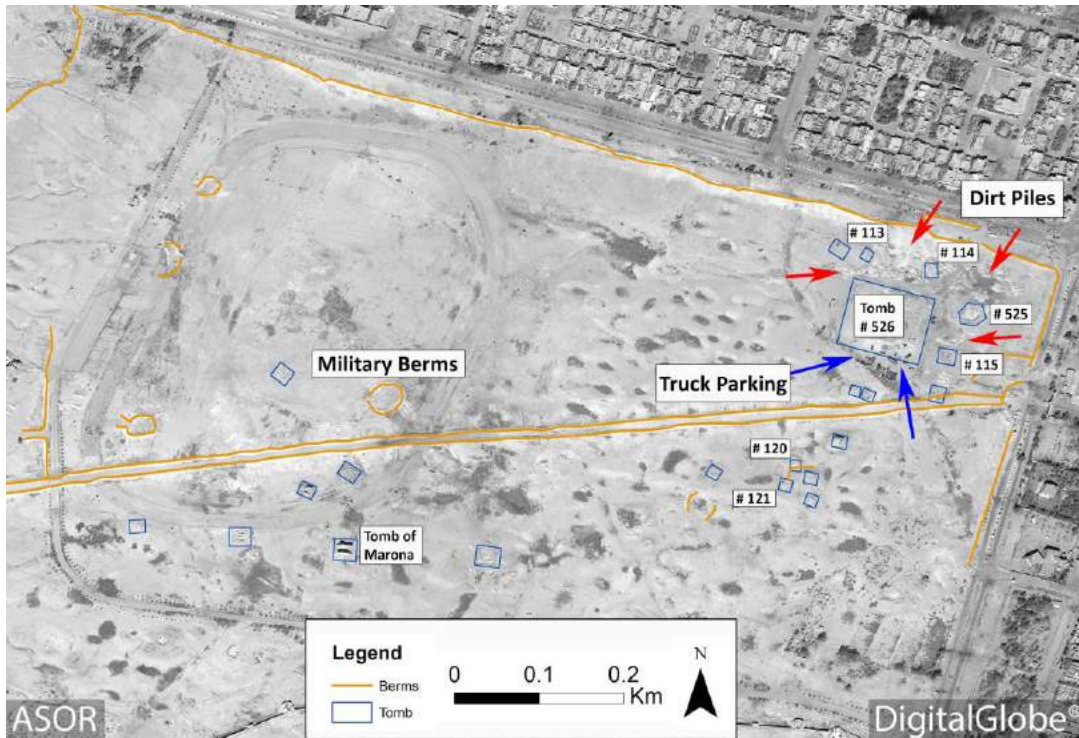 Dirt Piles
# 113
# 114
Tomb
# 526
# 525
# 115
Military Berms
Truck Parking
# 120
# 121
Tomb of
Marona
Legend
Berms
Tomb
0 0.1 0.2
Km
N
ASOR
DigitalGlobe®